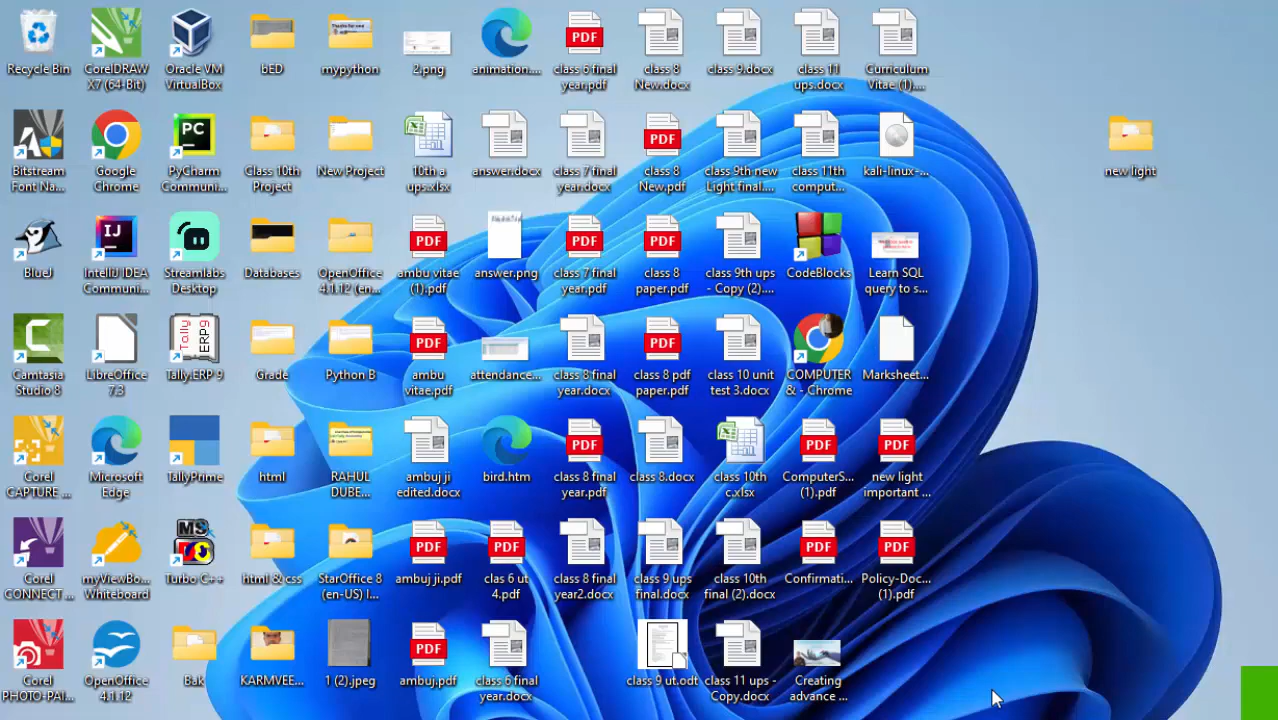 Recycle Bin
CorelDRAW
X7 (64-Bit)
Oracle VM
VirtualBox
bED
mypython
2.png
animation....
class 6 final
year.pdf
class 8
New.docx
class 9.docx
class 11
ups.docx
Curriculum
Vitae (1)....
Bitstream
Font Na...
Google
Chrome
PyCharm
Communi...
Class 10th
Project
New Project
10th a
ups.xlsx
answer.docx
class 7 final
year.docx
class 8
New.pdf
class 9th new
Light final....
class 11th
comput...
kali-linux-...
new light
BlueJ
IntelliJ IDEA
Communi...
Streamlabs
Desktop
Databases
OpenOffice
4.1.12 (en...
ambu vitae
(1).pdf
answer.png
class 7 final
year.pdf
class 8
paper.pdf
class 9th ups
- Copy (2)....
CodeBlocks
Learn SQL
query to s...
Camtasia
Studio 8
LibreOffice
7.3
Tally.ERP 9
Grade
Python B
ambu
vitae.pdf
attendance...
class 8 final
year.docx
class 8 pdf
paper.pdf
class 10 unit
test 3.docx
COMPUTER
& - Chrome
Marksheet...
Corel
CAPTURE ...
Microsoft
Edge
TallyPrime
html
RAHUL
DUBE...
ambuj ji
edited.docx
bird.htm
class 8 final
year.pdf
class 8.docx
class 10th
c.xlsx
ComputerS...
(1).pdf
new light
important ...
Corel
CONNECT ...
myViewBo...
Whiteboard
Turbo C++
html & css
StarOffice 8
(en-US) I...
ambuj ji.pdf
clas 6 ut
4.pdf
class 8 final
year2.docx
class 9 ups
final.docx
class 10th
final (2).docx
Confirmati...
Policy-Doc...
(1).pdf
Corel
PHOTO-PAI...
OpenOffice
4.1.12
Bak
KARMVEE...
1 (2).jpeg
ambuj.pdf
class 6 final
year.docx
class 9 ut.odt
class 11 ups -
Copy.docx
Creating
advance ...